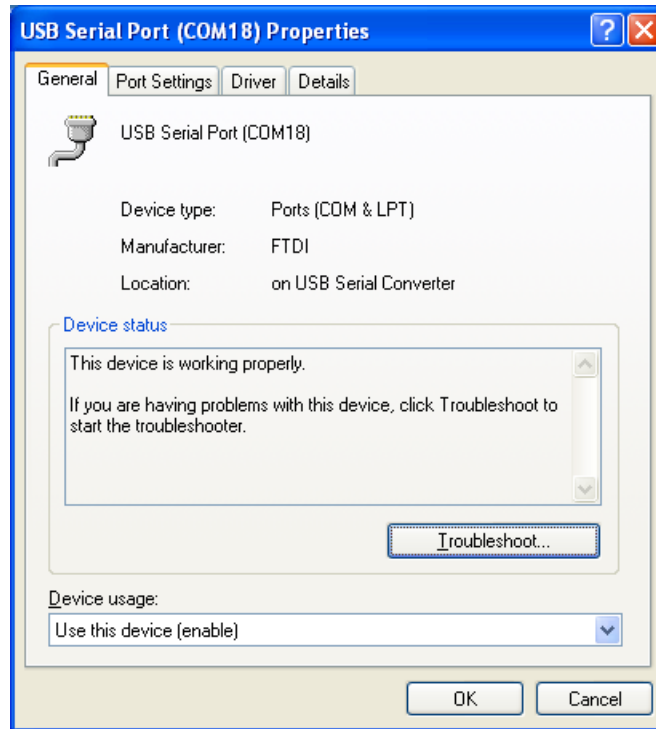 USB Serial Port (COM18) Properties
General Port Settings Driver Details
USB Serial Port (COM18)
Device type: Ports (COM & LPT)
Manufacturer: FTDI
Location: on USB Serial Converter
Device status
This device is working properly.
If you are having problems with this device, click Troubleshoot to
start the troubleshooter.
Troubleshoot...
Device usage:
Use this device (enable)
OK Cancel